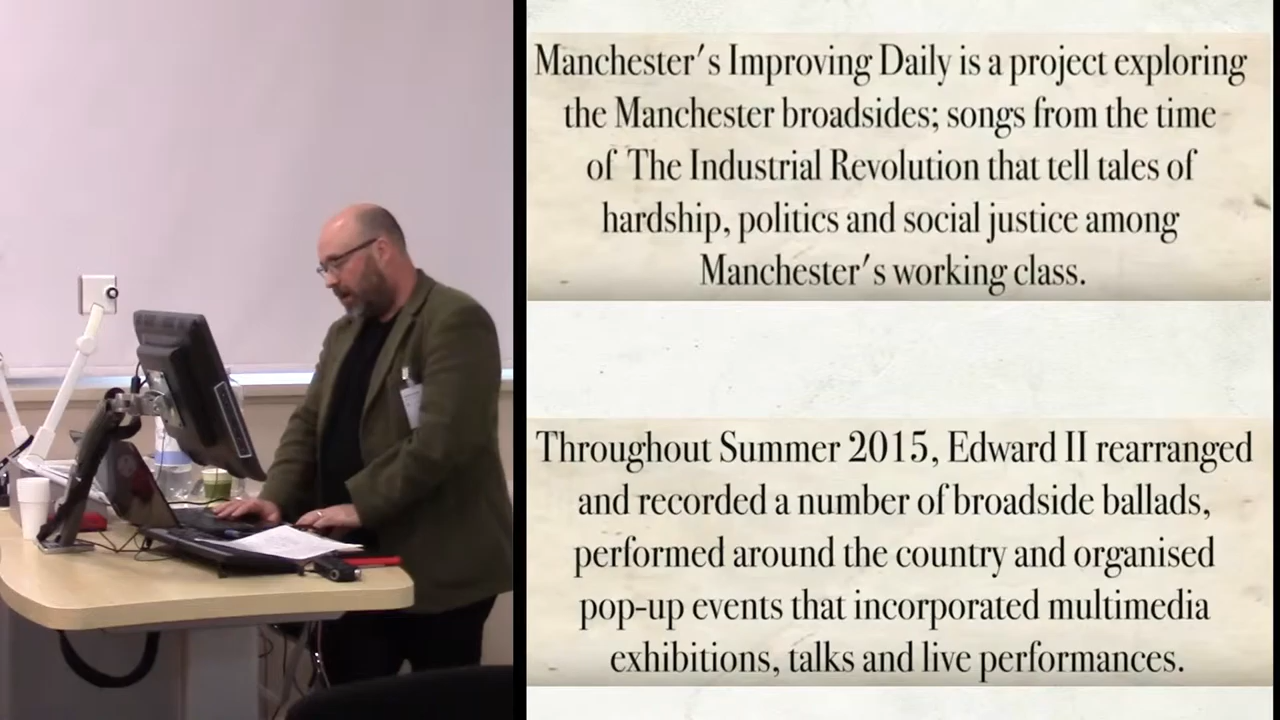 Manchester's Improving Daily is a project exploring
the Manchester broadsides; songs from the time
of The Industrial Revolution that tell tales of
hardship, politics and social justice among
Manchester's working class.
Throughout Summer 2015, Edward II rearranged
and recorded a number of broadside ballads,
performed around the country and organised
pop-up events that incorporated multimedia
exhibitions, talks and live performances.